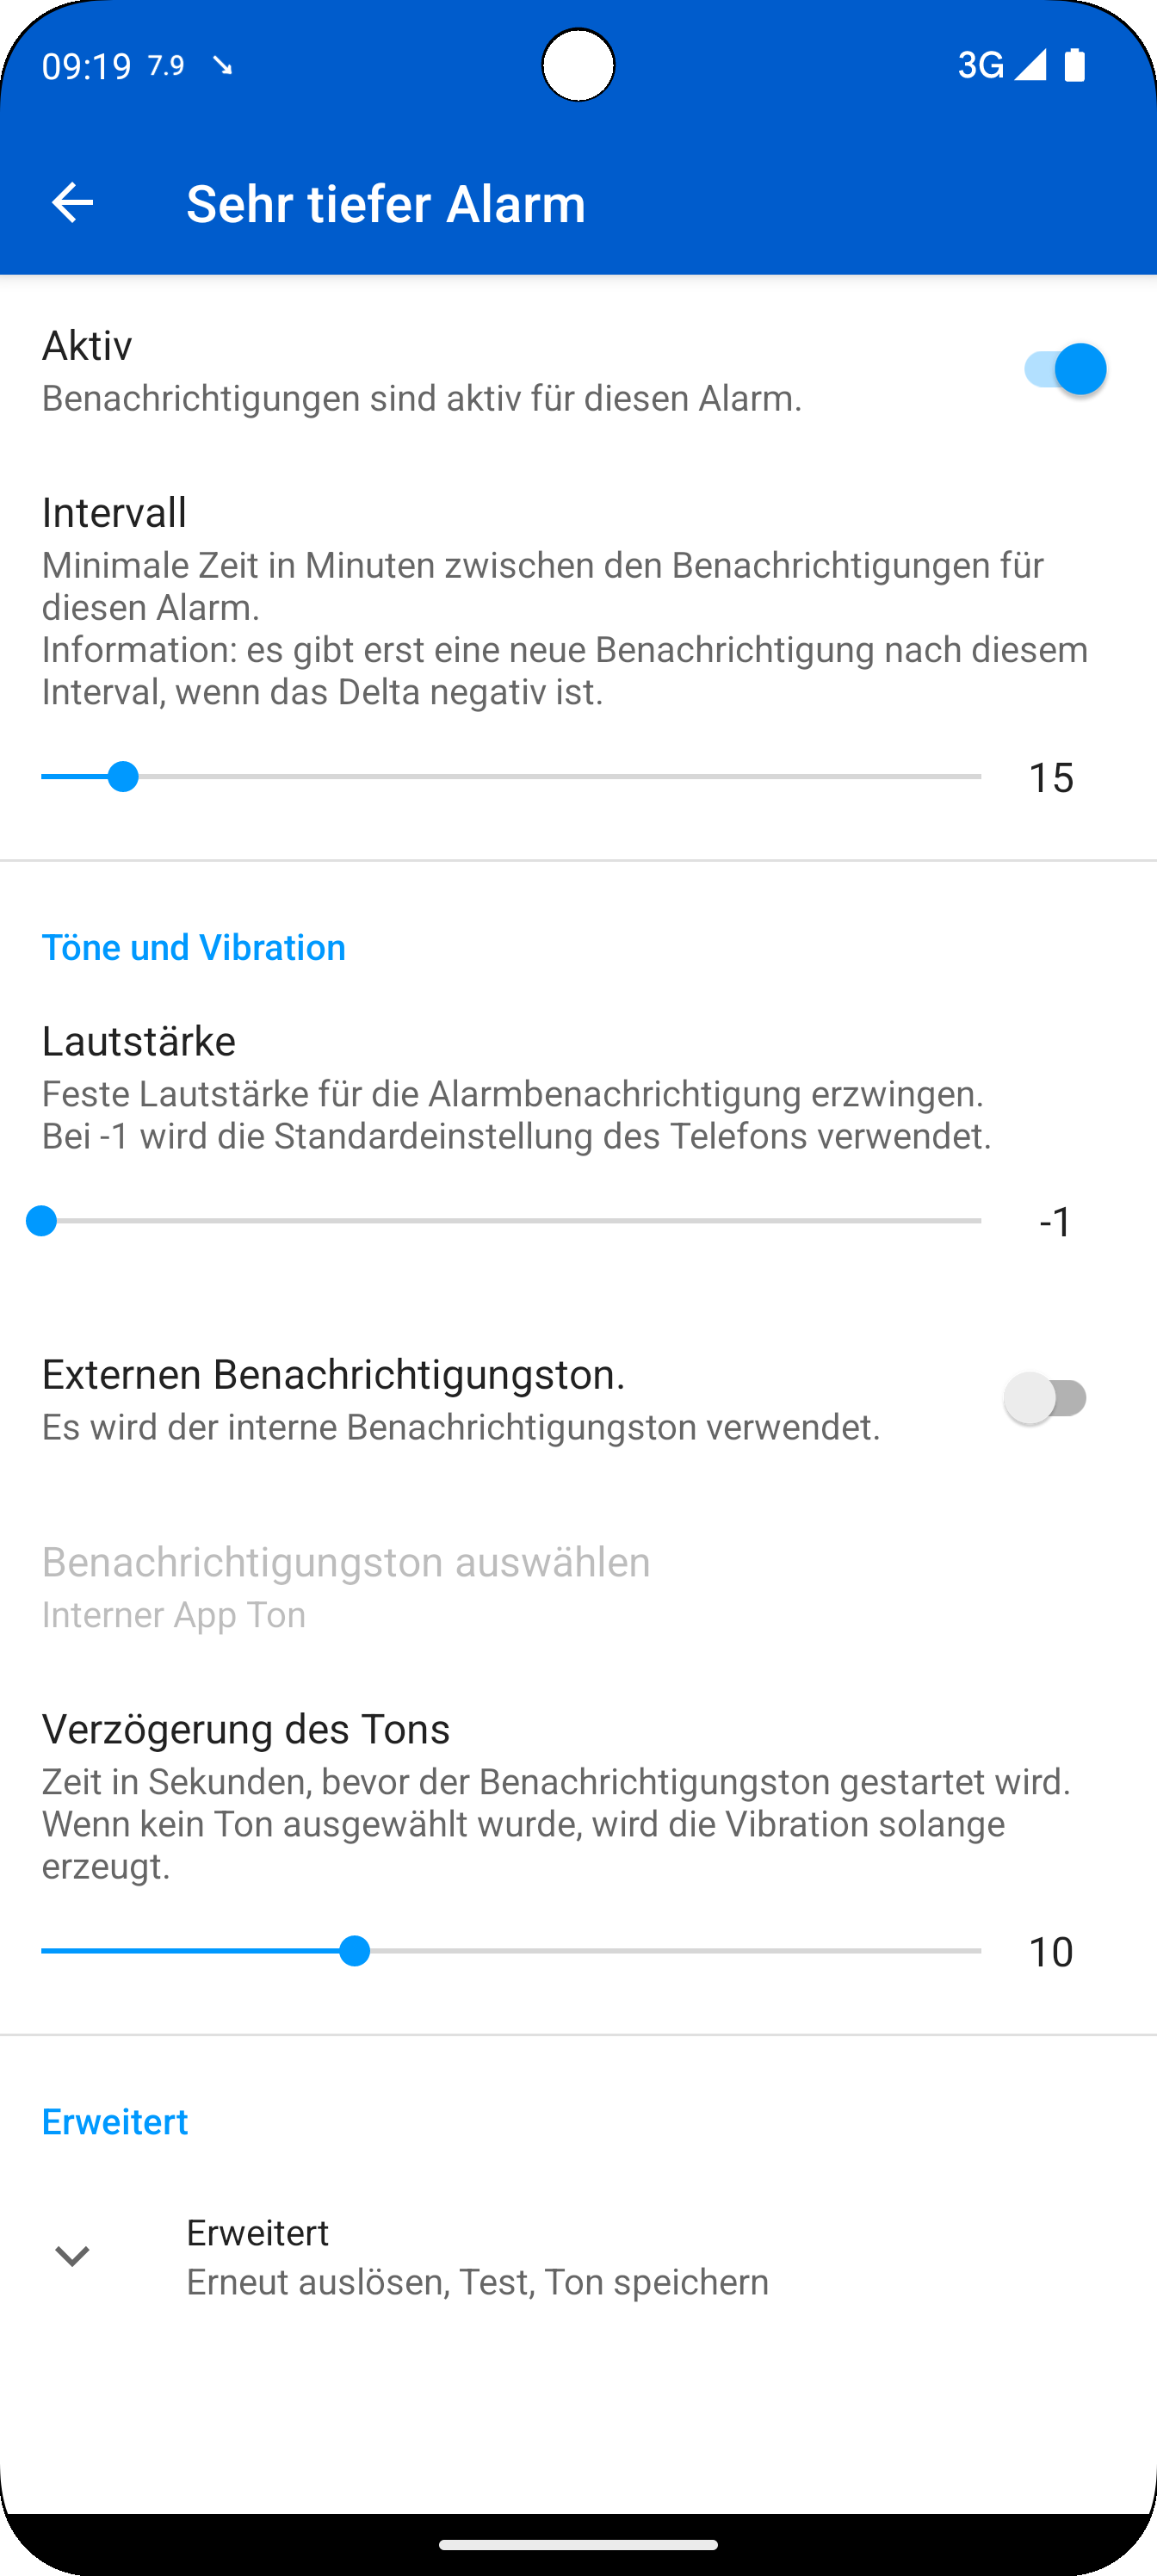 09:19 7.9 ↘ 3G
Sehr tiefer Alarm
Aktiv
Benachrichtigungen sind aktiv für diesen Alarm.
Intervall
Minimale Zeit in Minuten zwischen den Benachrichtigungen für
diesen Alarm.
Information: es gibt erst eine neue Benachrichtigung nach diesem
Interval, wenn das Delta negativ ist.
15
Töne und Vibration
Lautstärke
Feste Lautstärke für die Alarmbenachrichtigung erzwingen.
Bei -1 wird die Standardeinstellung des Telefons verwendet.
-1
Externen Benachrichtigungston.
Es wird der interne Benachrichtigungston verwendet.
Benachrichtigungston auswählen
Interner App Ton
Verzögerung des Tons
Zeit in Sekunden, bevor der Benachrichtigungston gestartet wird.
Wenn kein Ton ausgewählt wurde, wird die Vibration solange
erzeugt.
10
Erweitert
Erweitert
Erneut auslösen, Test, Ton speichern